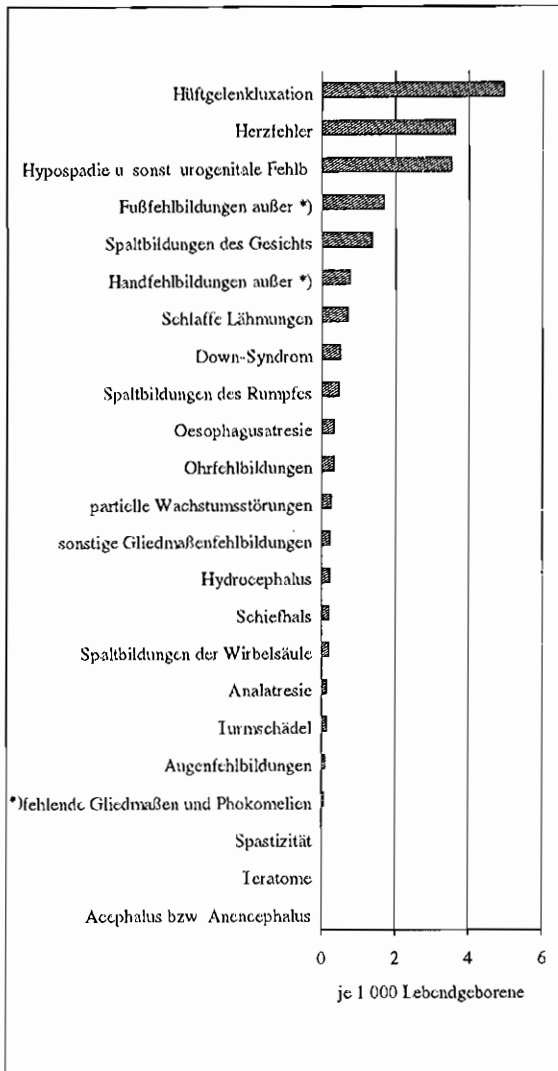 Hüftgelenkluxation
Herzfehler
Hypospadie u sonst urogenitale Fehlb
Fußfehlbildungen außer *)
Spaltbildungen des Gesichts
Handfehlbildungen außer *)
Schlaffe Lähmungen
Down-Syndrom
Spaltbildungen des Rumpfes
Oesophagusatresie
Ohrfehlbildungen
partielle Wachstumsstörungen
sonstige Gliedmaßenfehlbildungen
Hydrocephalus
Schiefhals
Spaltbildungen der Wirbelsäule
Analatresie
Turmschädel
Augenfehlbildungen
*)fehlende Gliedmaßen und Phokomelien
Spastizität
Teratome
Acephalus bzw Anencephalus
0 2 4 6
je 1 000 Lebendgeborene